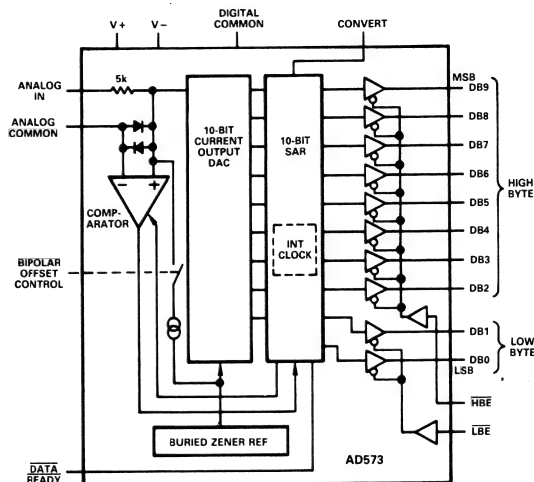 V+ V–
DIGITAL
COMMON
CONVERT
ANALOG
IN
5k
ANALOG
COMMON
– +
COMP-
ARATOR
BIPOLAR
OFFSET
CONTROL
10-BIT
CURRENT
OUTPUT
DAC
10-BIT
SAR
INT
CLOCK
BURIED ZENER REF
DATA
READY
AD573
MSB
DB9
DB8
DB7
DB6
DB5
DB4
DB3
DB2
HIGH
BYTE
DB1
DB0
LSB
LOW
BYTE
HBE
LBE